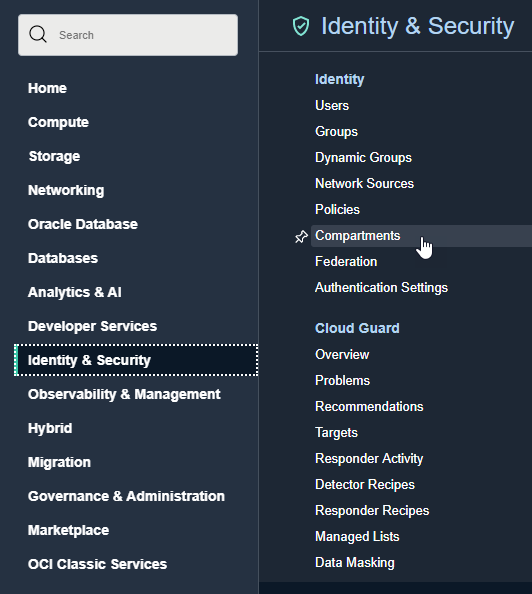 Search
Home
Compute
Storage
Networking
Oracle Database
Databases
Analytics & AI
Developer Services
Identity & Security
Observability & Management
Hybrid
Migration
Governance & Administration
Marketplace
OCI Classic Services
Identity & Security
Identity
Users
Groups
Dynamic Groups
Network Sources
Policies
Compartments
Federation
Authentication Settings
Cloud Guard
Overview
Problems
Recommendations
Targets
Responder Activity
Detector Recipes
Responder Recipes
Managed Lists
Data Masking